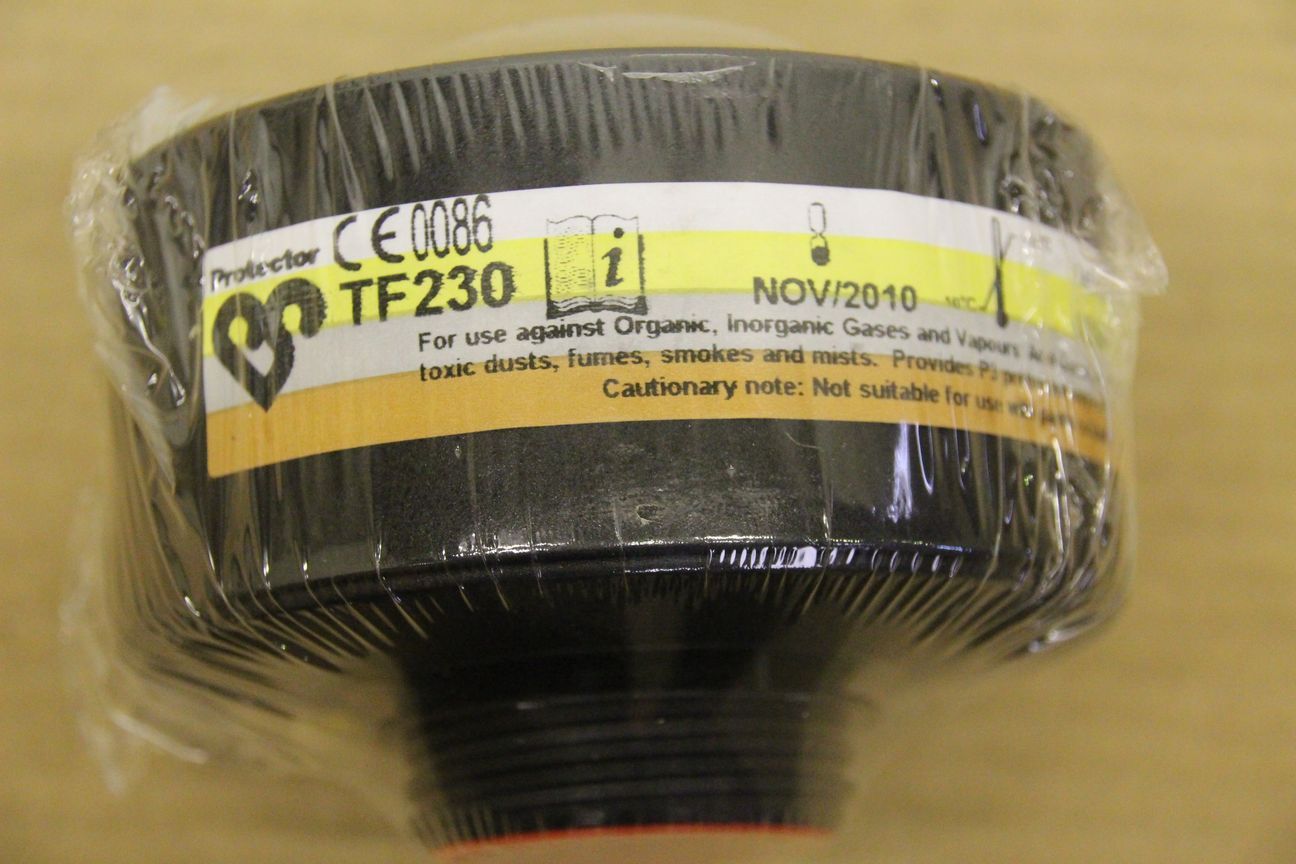 Protector CE 0086
TF230
i
NOV/2010
For use against Organic, Inorganic Gases and Vapours
toxic dusts, fumes, smokes and mists. Provides P3
Cautionary note: Not suitable for use